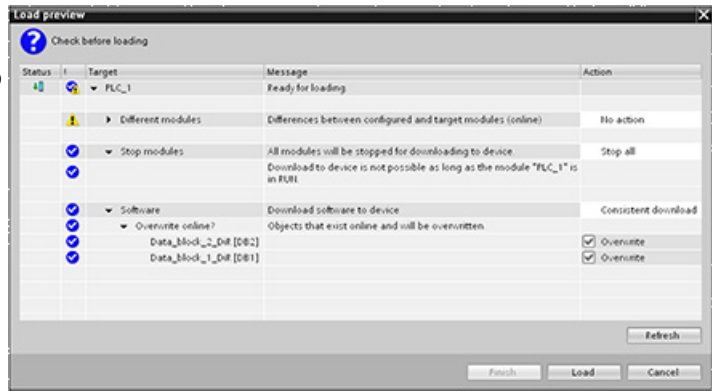 Load preview
Check before loading
Status ! Target Message Action
PLC_1 Ready for loading.
Different modules Differences between configured and target modules (online) No action
Stop modules All modules will be stopped for downloading to device. Stop all
Download to device is not possible as long as the module "PLC_1" is
in RUN.
Software Download software to device Consistent download
Overwrite online? Objects that exist online and will be overwritten.
Data_block_2_Dif [DB2] Overwrite
Data_block_1_Dif [DB1] Overwrite
Refresh
Finish Load Cancel